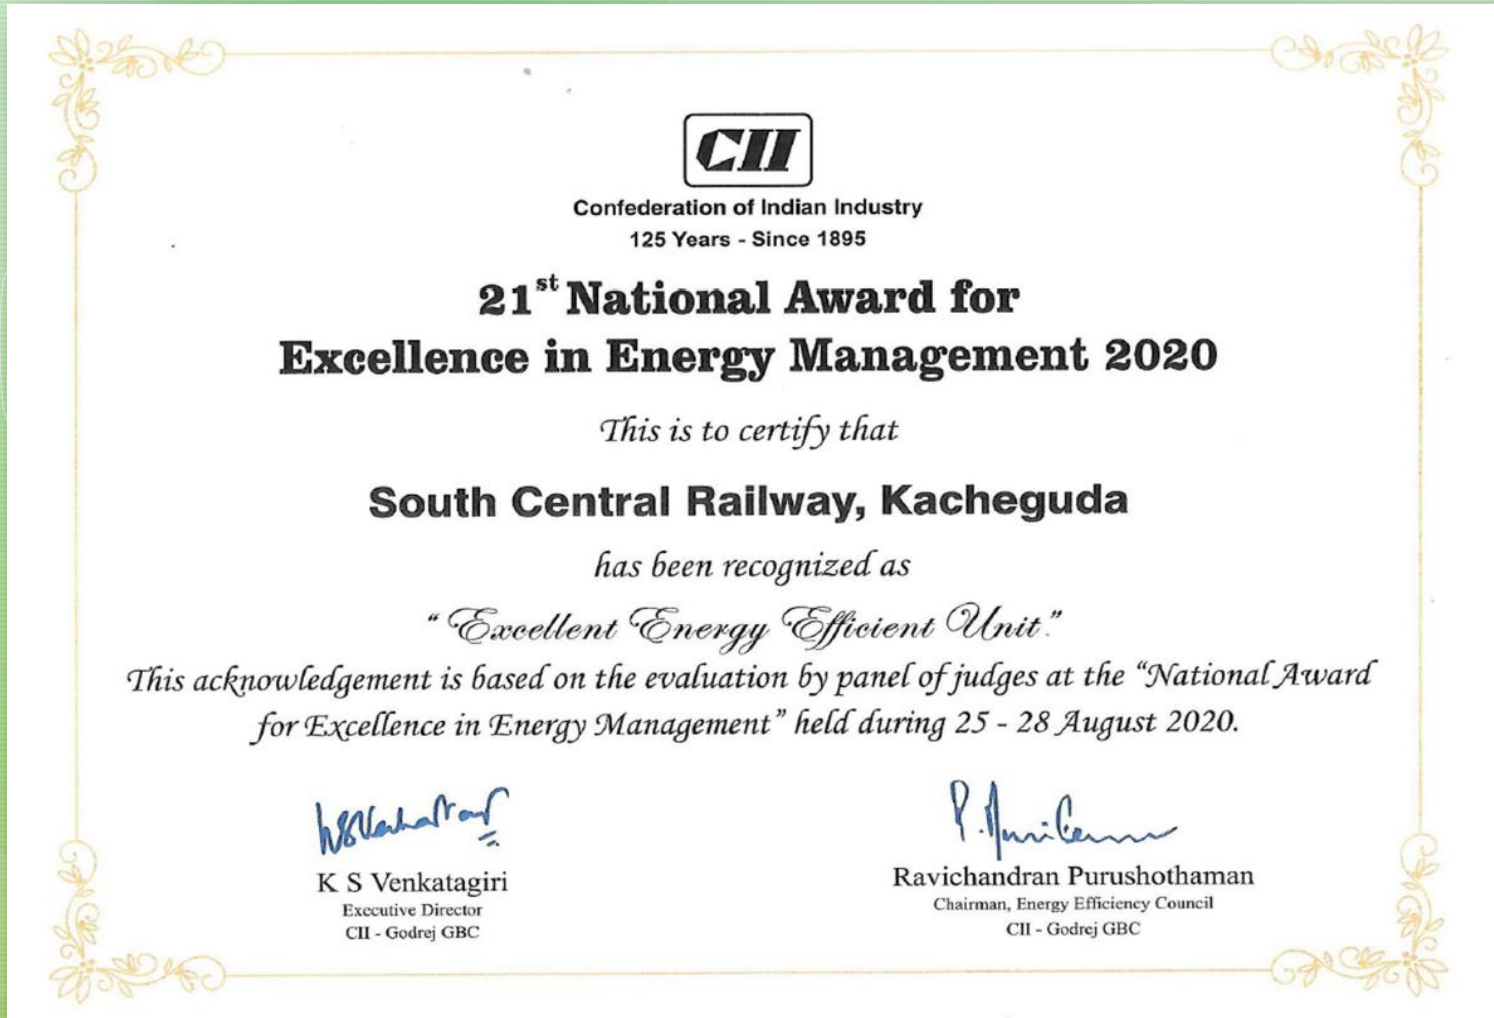 CII
Confederation of Indian Industry
125 Years - Since 1895
21st National Award for
Excellence in Energy Management 2020
This is to certify that
South Central Railway, Kacheguda
has been recognized as
“Excellent Energy Efficient Unit.”
This acknowledgement is based on the evaluation by panel of judges at the “National Award
for Excellence in Energy Management” held during 25 - 28 August 2020.
K S Venkatagiri
Executive Director
CII - Godrej GBC
Ravichandran Purushothaman
Chairman, Energy Efficiency Council
CII - Godrej GBC